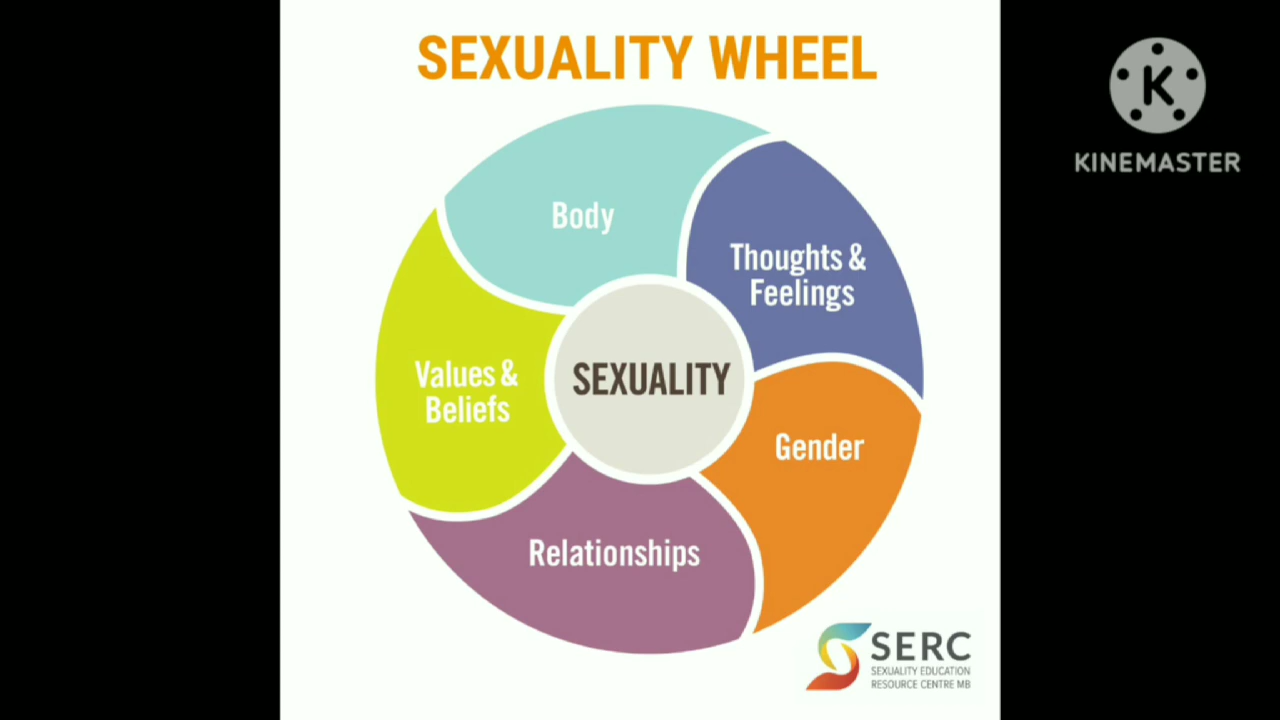 SEXUALITY WHEEL
K
KINEMASTER
Body
Thoughts &
Feelings
Values &
Beliefs
SEXUALITY
Gender
Relationships
SERC
SEXUALITY EDUCATION
RESOURCE CENTRE MB